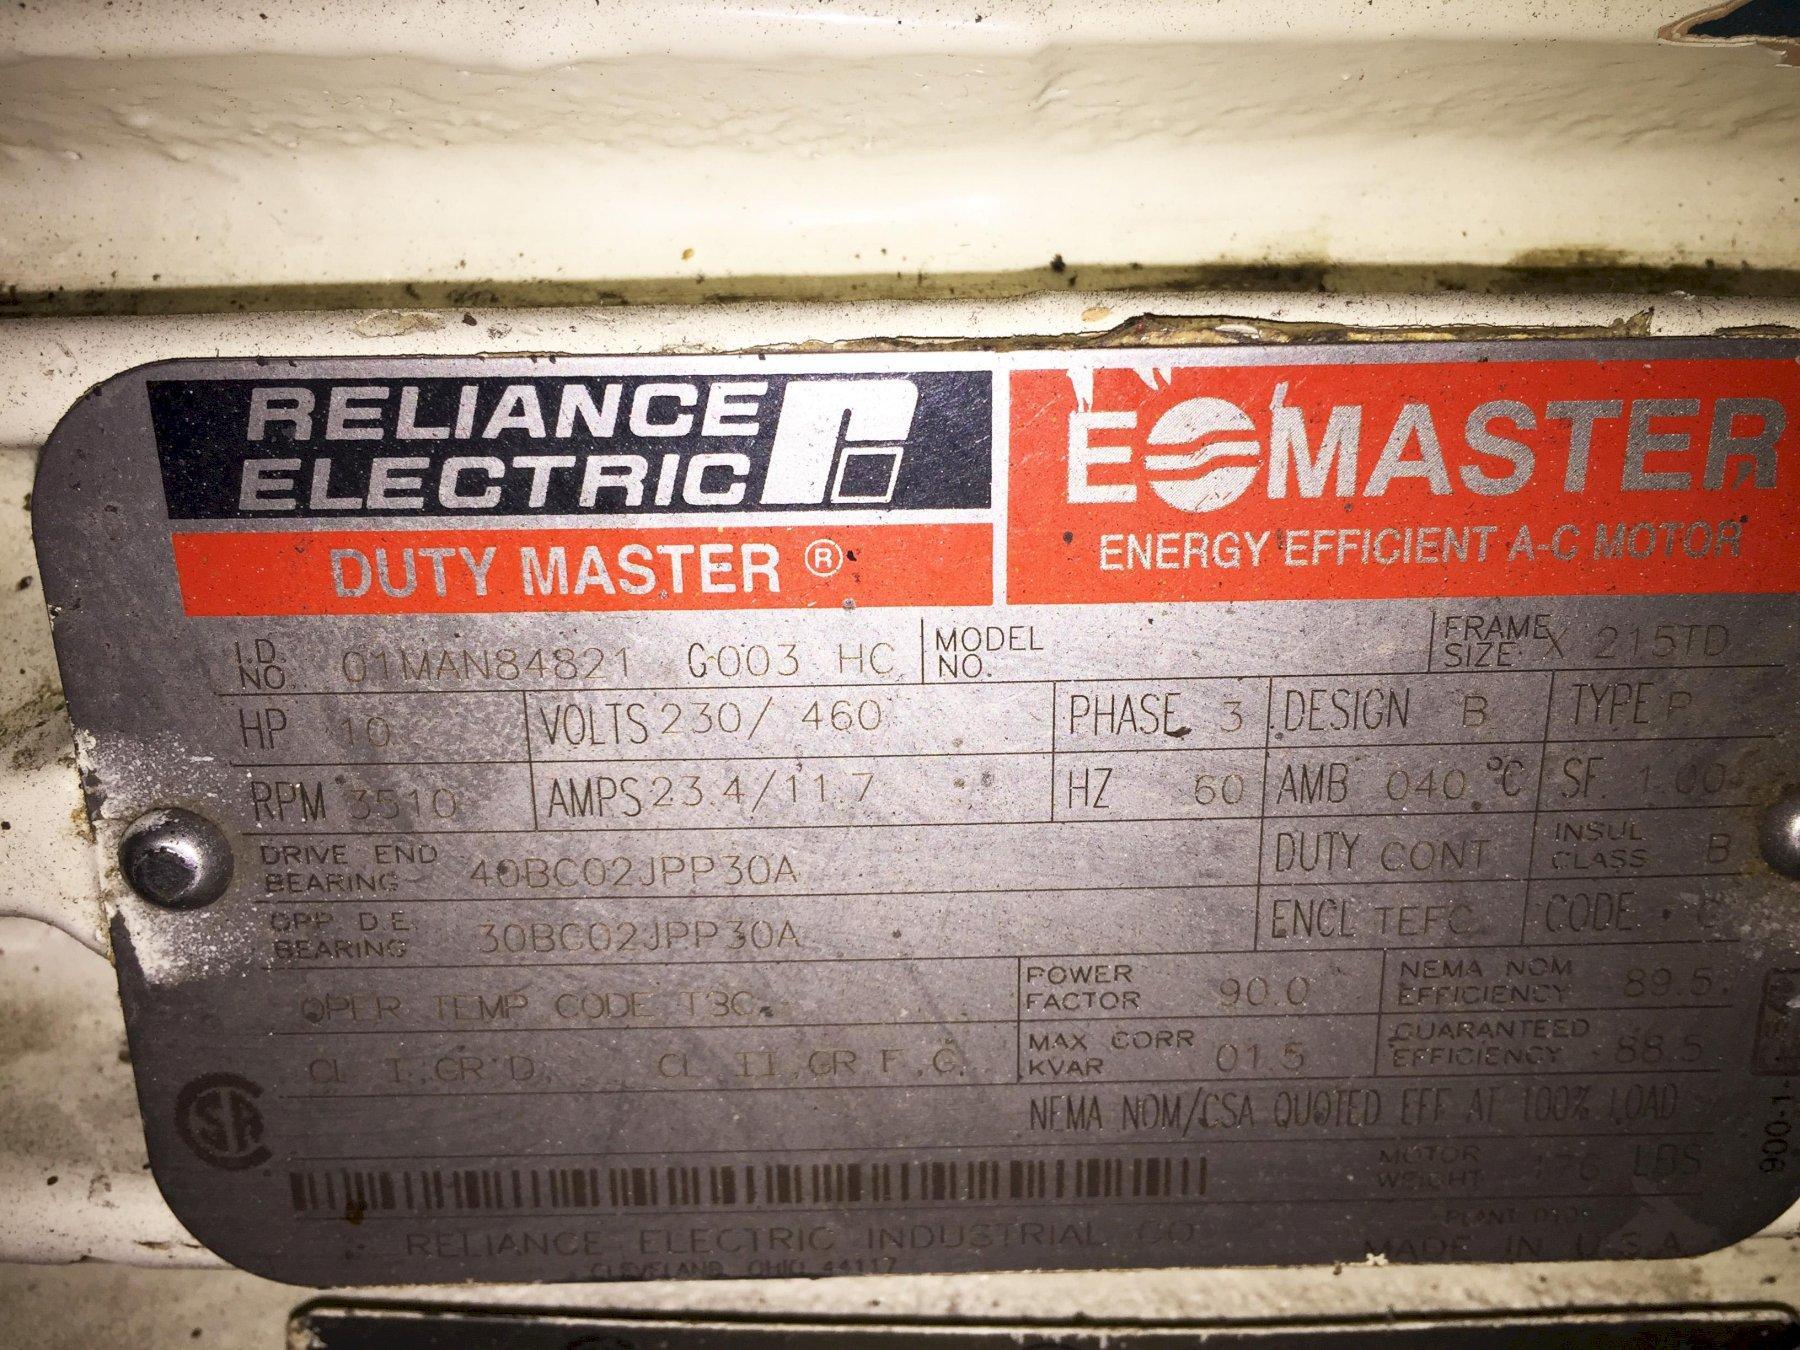 RELIANCE
ELECTRIC
DUTY MASTER ®
E MASTER
ENERGY EFFICIENT A-C MOTOR
I.D. NO. 01MAN84821 G003 HC MODEL NO. FRAME SIZE X 215TD
HP 10 VOLTS 230/ 460 PHASE 3 DESIGN B TYPE P
RPM 3510 AMPS 23.4/11.7 HZ 60 AMB 040 °C SF. 1.00
DRIVE END BEARING 40BC02JPP30A DUTY CONT INSUL CLASS B
OPP D.E. BEARING 30BC02JPP30A ENCL TEFC CODE
OPER TEMP CODE T3C POWER FACTOR 90.0 NEMA NOM EFFICIENCY 89.5
CL I,GR D, CL II,GR F,G, MAX CORR KVAR 01.5 GUARANTEED EFFICIENCY 88.5
NEMA NOM/CSA QUOTED EFF AT 100% LOAD
MOTOR WEIGHT 176 LBS
RELIANCE ELECTRIC INDUSTRIAL CO
CLEVELAND OHIO 44117
MADE IN U.S.A
900-1